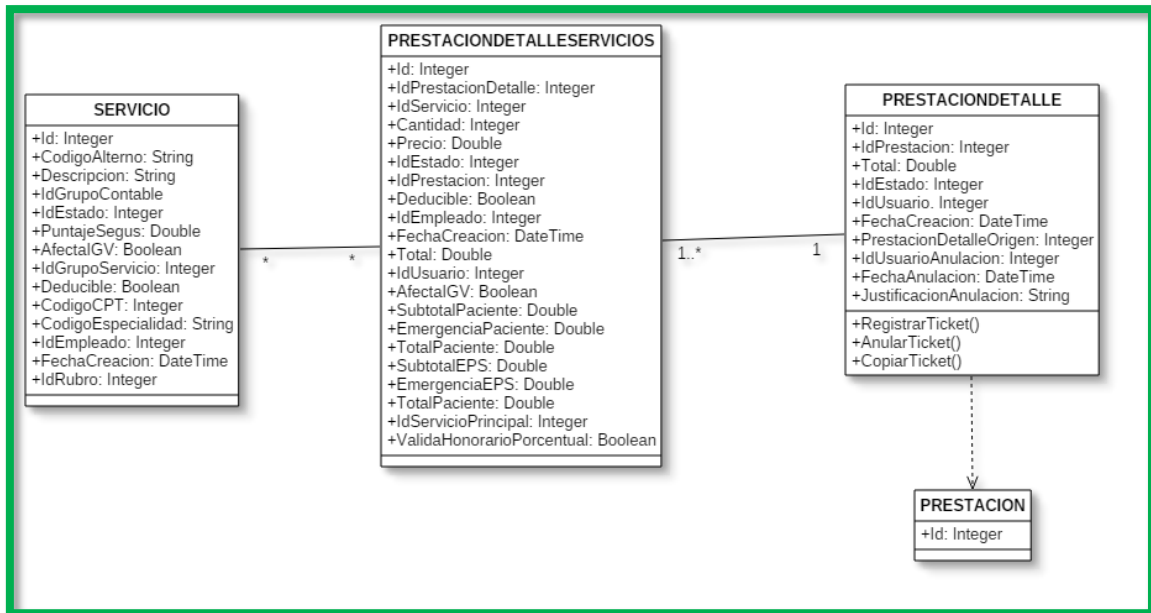 SERVICIO
+Id: Integer
+CodigoAlterno: String
+Descripcion: String
+IdGrupoContable
+IdEstado: Integer
+PuntajeSegus: Double
+AfectaIGV: Boolean
+IdGrupoServicio: Integer
+Deducible: Boolean
+CodigoCPT: Integer
+CodigoEspecialidad: String
+IdEmpleado: Integer
+FechaCreacion: DateTime
+IdRubro: Integer
*
*
PRESTACIONDETALLESERVICIOS
+Id: Integer
+IdPrestacionDetalle: Integer
+IdServicio: Integer
+Cantidad: Integer
+Precio: Double
+IdEstado: Integer
+IdPrestacion: Integer
+Deducible: Boolean
+IdEmpleado: Integer
+FechaCreacion: DateTime
+Total: Double
+IdUsuario: Integer
+AfectaIGV: Boolean
+SubtotalPaciente: Double
+EmergenciaPaciente: Double
+TotalPaciente: Double
+SubtotalEPS: Double
+EmergenciaEPS: Double
+TotalPaciente: Double
+IdServicioPrincipal: Integer
+ValidaHonorarioPorcentual: Boolean
1..*
1
PRESTACIONDETALLE
+Id: Integer
+IdPrestacion: Integer
+Total: Double
+IdEstado: Integer
+IdUsuario. Integer
+FechaCreacion: DateTime
+PrestacionDetalleOrigen: Integer
+IdUsuarioAnulacion: Integer
+FechaAnulacion: DateTime
+JustificacionAnulacion: String
+RegistrarTicket()
+AnularTicket()
+CopiarTicket()
PRESTACION
+Id: Integer